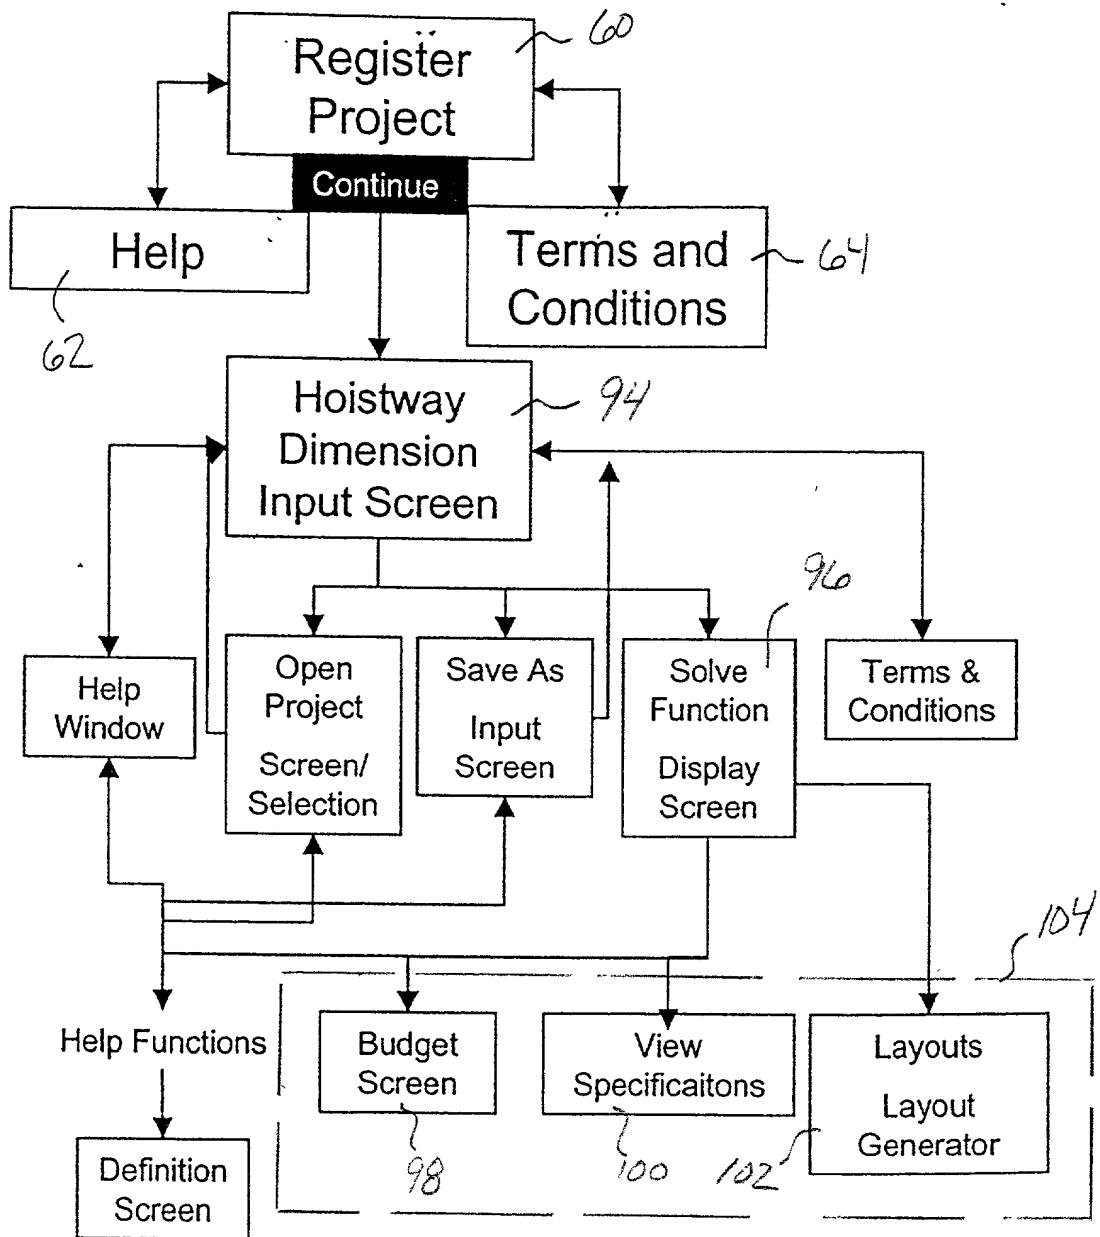 Register
Project
60
Continue
Help
62
Terms and
Conditions
64
Hoistway
Dimension
Input Screen
94
Help
Window
Open
Project
Screen/
Selection
Save As
Input
Screen
Solve
Function
Display
Screen
96
Terms &
Conditions
104
Help Functions
Definition
Screen
Budget
Screen
98
View
Specificaitons
100
Layouts
Layout
Generator
102